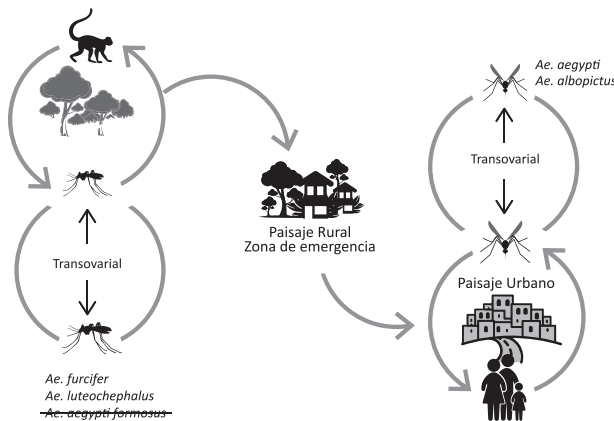 Transovarial
Ae. furcifer
Ae. luteochephalus
Ae. aegypti formosus
Paisaje Rural
Zona de emergencia
Ae. aegypti
Ae. albopictus
Transovarial
Paisaje Urbano